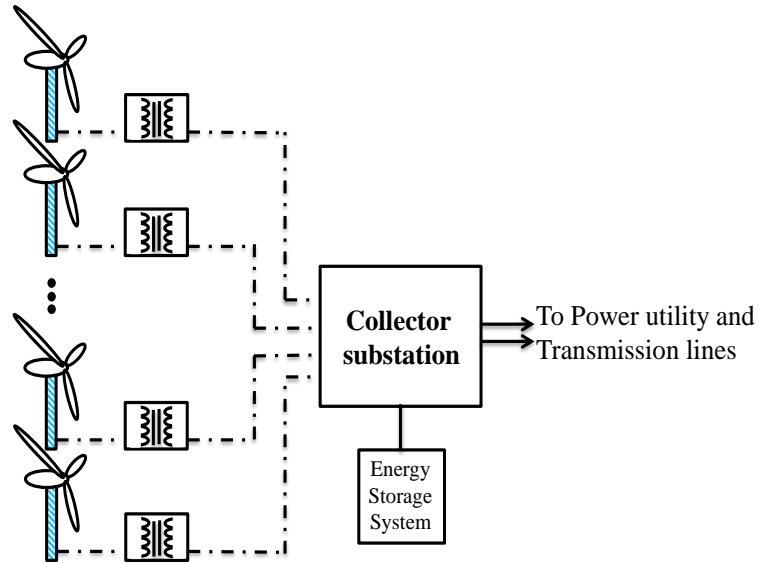 Collector
substation
To Power utility and
Transmission lines
Energy
Storage
System